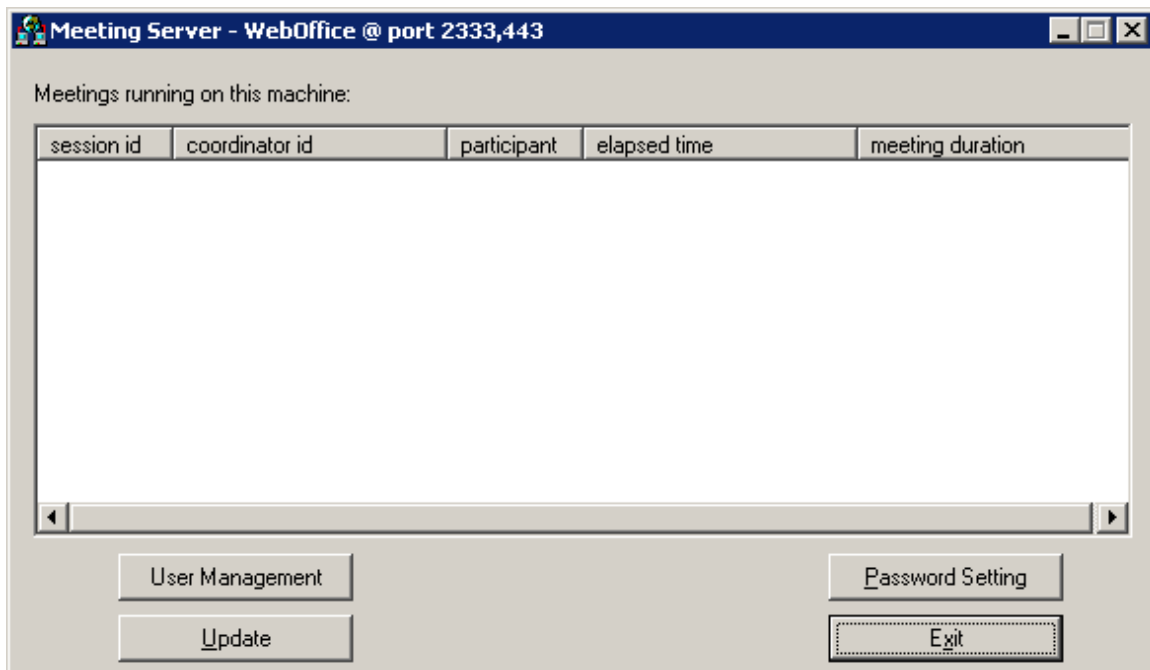 Meeting Server - WebOffice @ port 2333,443
Meetings running on this machine:
session id coordinator id participant elapsed time meeting duration
User Management Password Setting
Update Exit